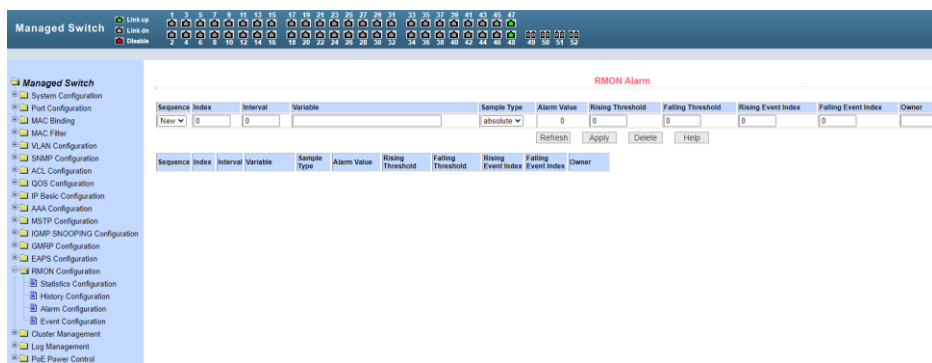 Managed Switch
Link up
Link dn
Disable
1 3 5 7 9 11 13 15 17 19 21 23 25 27 29 31 33 35 37 39 41 43 45 47
2 4 6 8 10 12 14 16 18 20 22 24 26 28 30 32 34 36 38 40 42 44 46 48 49 50 51 52
Managed Switch
System Configuration
Port Configuration
MAC Binding
MAC Filter
VLAN Configuration
SNMP Configuration
ACL Configuration
QOS Configuration
IP Basic Configuration
AAA Configuration
MSTP Configuration
IGMP SNOOPING Configuration
GMRP Configuration
EAPS Configuration
RMON Configuration
Statistics Configuration
History Configuration
Alarm Configuration
Event Configuration
Cluster Management
Log Management
PoE Power Control
RMON Alarm
Sequence Index Interval Variable Sample Type Alarm Value Rising Threshold Falling Threshold Rising Event Index Falling Event Index Owner
New 0 0 absolute 0 0 0 0 0
Refresh Apply Delete Help
Sequence Index Interval Variable Sample Type Alarm Value Rising Threshold Falling Threshold Rising Event Index Falling Event Index Owner